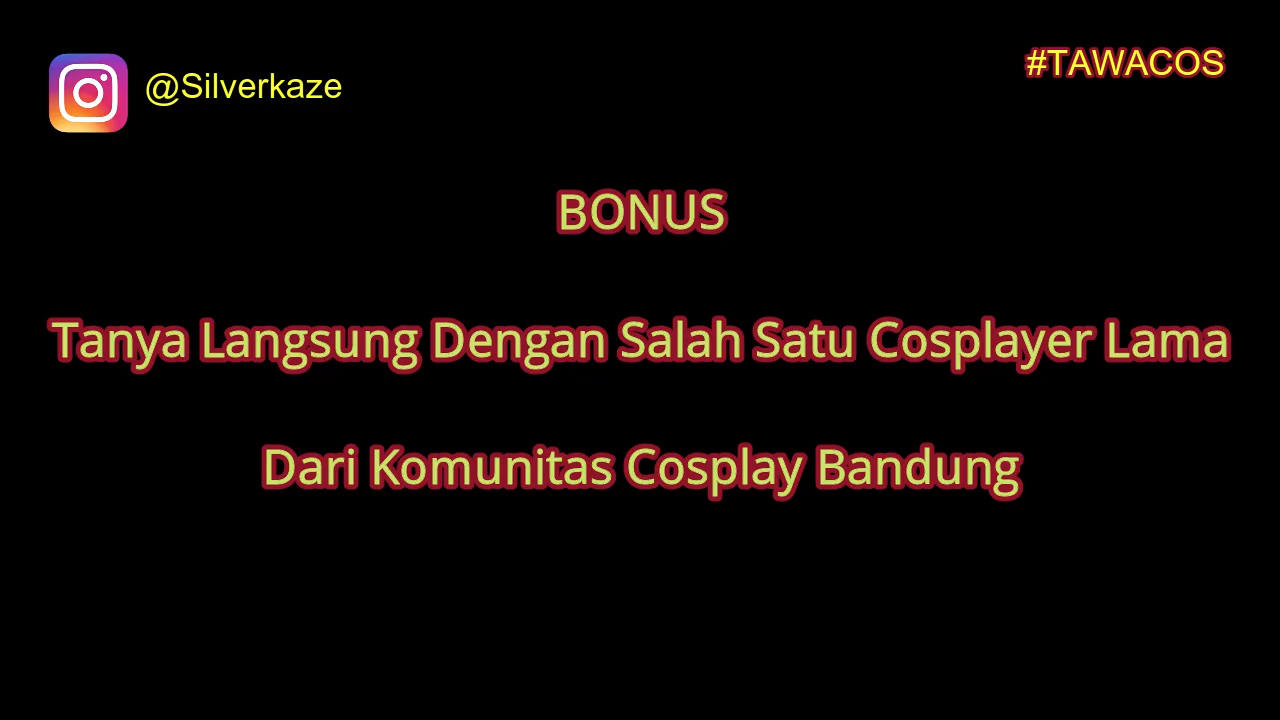 @Silverkaze
#TAWACOS
BONUS
Tanya Langsung Dengan Salah Satu Cosplayer Lama
Dari Komunitas Cosplay Bandung